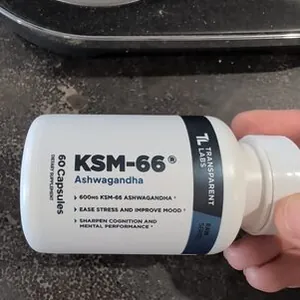 KSM-66®
Ashwagandha
600MG KSM-66 ASHWAGANDHA
EASE STRESS AND IMPROVE MOOD
SHARPEN COGNITION AND
MENTAL PERFORMANCE
60 Capsules
DIETARY SUPPLEMENT
TL TRANSPARENT
LABS